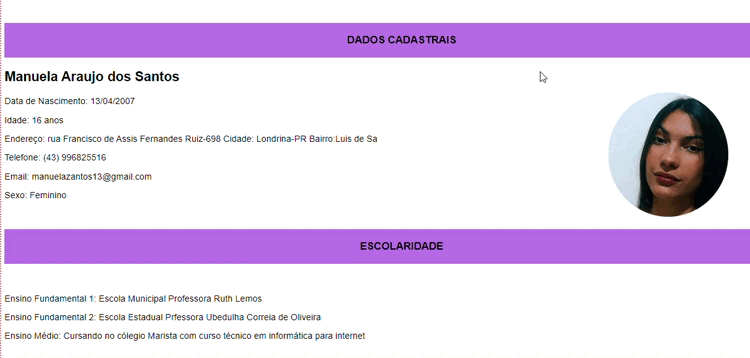 DADOS CADASTRAIS
Manuela Araujo dos Santos
Data de Nascimento: 13/04/2007
Idade: 16 anos
Endereço: rua Francisco de Assis Fernandes Ruiz-698 Cidade: Londrina-PR Bairro:Luis de Sa
Telefone: (43) 996825516
Email: manuelazantos13@gmail.com
Sexo: Feminino
ESCOLARIDADE
Ensino Fundamental 1: Escola Municipal Professora Ruth Lemos
Ensino Fundamental 2: Escola Estadual Prfessora Ubedulha Correia de Oliveira
Ensino Médio: Cursando no cólegio Marista com curso técnico em informática para internet